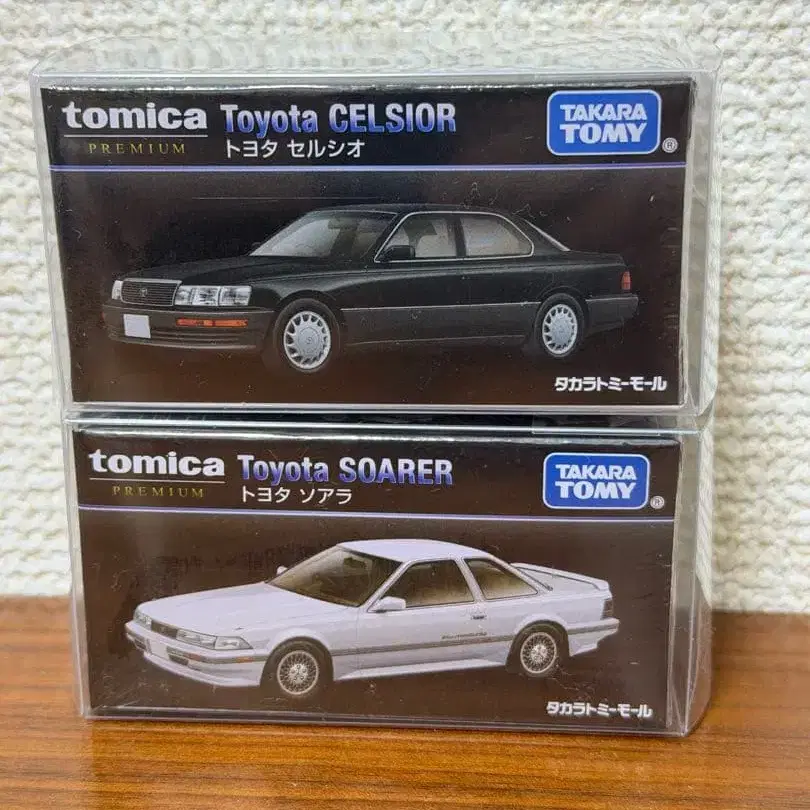 tomica
PREMIUM
Toyota CELSIOR
トヨタ セルシオ
TAKARA
TOMY
®
タカラトミーモール
tomica
PREMIUM
Toyota SOARER
トヨタ ソアラ
TAKARA
TOMY
®
タカラトミーモール